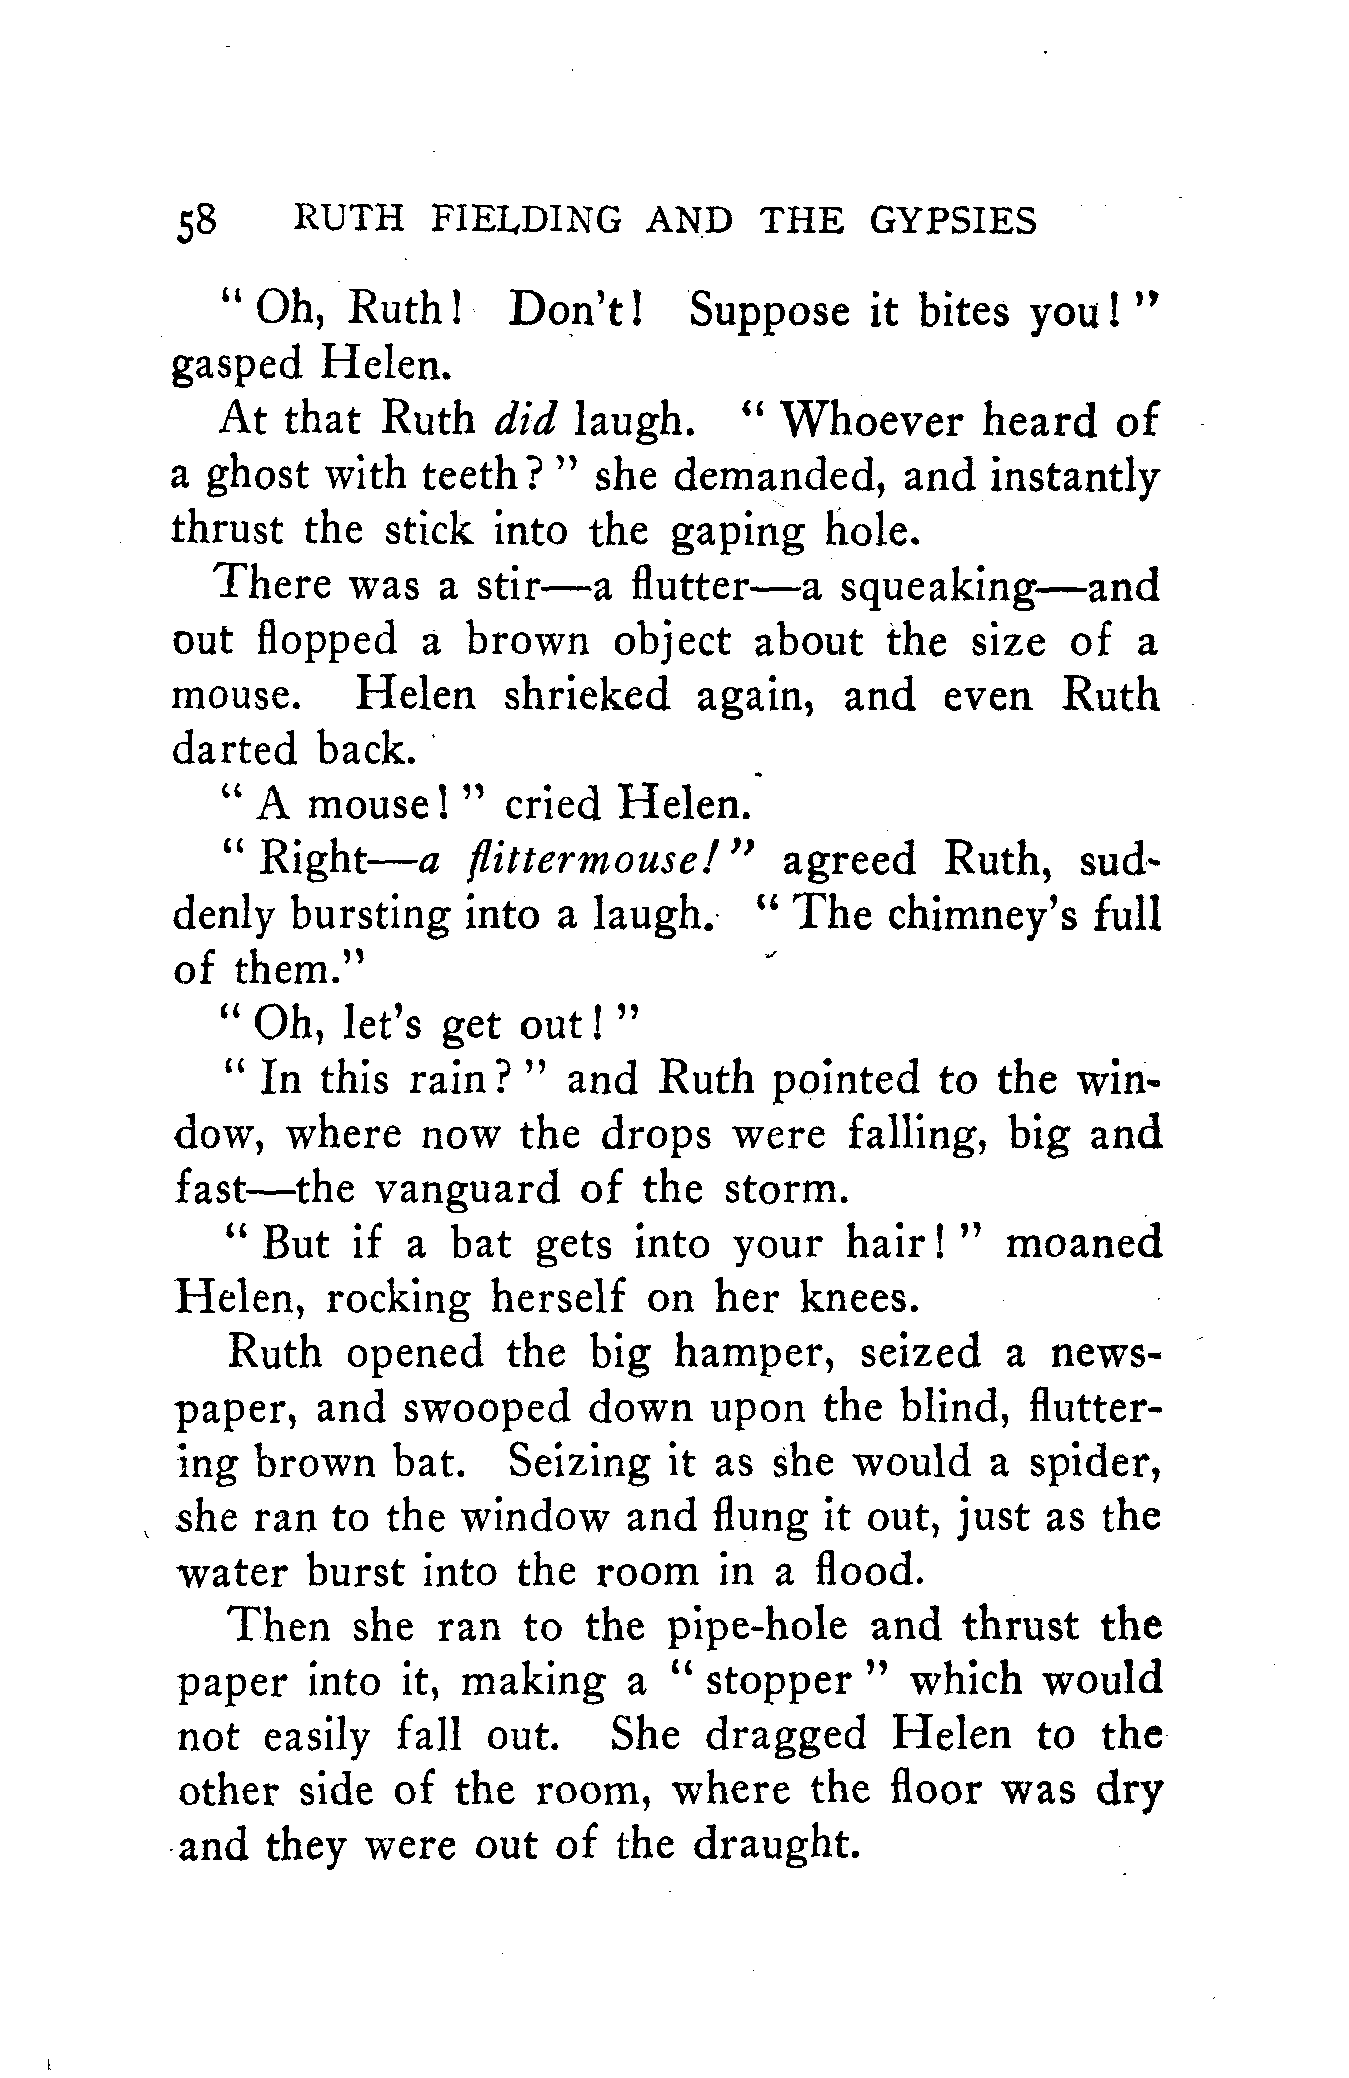 58 RUTH FIELDING AND THE GYPSIES
" Oh, Ruth! Don't! Suppose it bites you! "
gasped Helen.
At that Ruth did laugh. " Whoever heard of
a ghost with teeth? " she demanded, and instantly
thrust the stick into the gaping hole.
There was a stir—a flutter—a squeaking—and
out flopped a brown object about the size of a
mouse. Helen shrieked again, and even Ruth
darted back.
" A mouse! " cried Helen.
" Right—a flittermouse! " agreed Ruth, sud-
denly bursting into a laugh. " The chimney's full
of them."
" Oh, let's get out! "
" In this rain? " and Ruth pointed to the win-
dow, where now the drops were falling, big and
fast—the vanguard of the storm.
" But if a bat gets into your hair! " moaned
Helen, rocking herself on her knees.
Ruth opened the big hamper, seized a news-
paper, and swooped down upon the blind, flutter-
ing brown bat. Seizing it as she would a spider,
she ran to the window and flung it out, just as the
water burst into the room in a flood.
Then she ran to the pipe-hole and thrust the
paper into it, making a " stopper " which would
not easily fall out. She dragged Helen to the
other side of the room, where the floor was dry
and they were out of the draught.